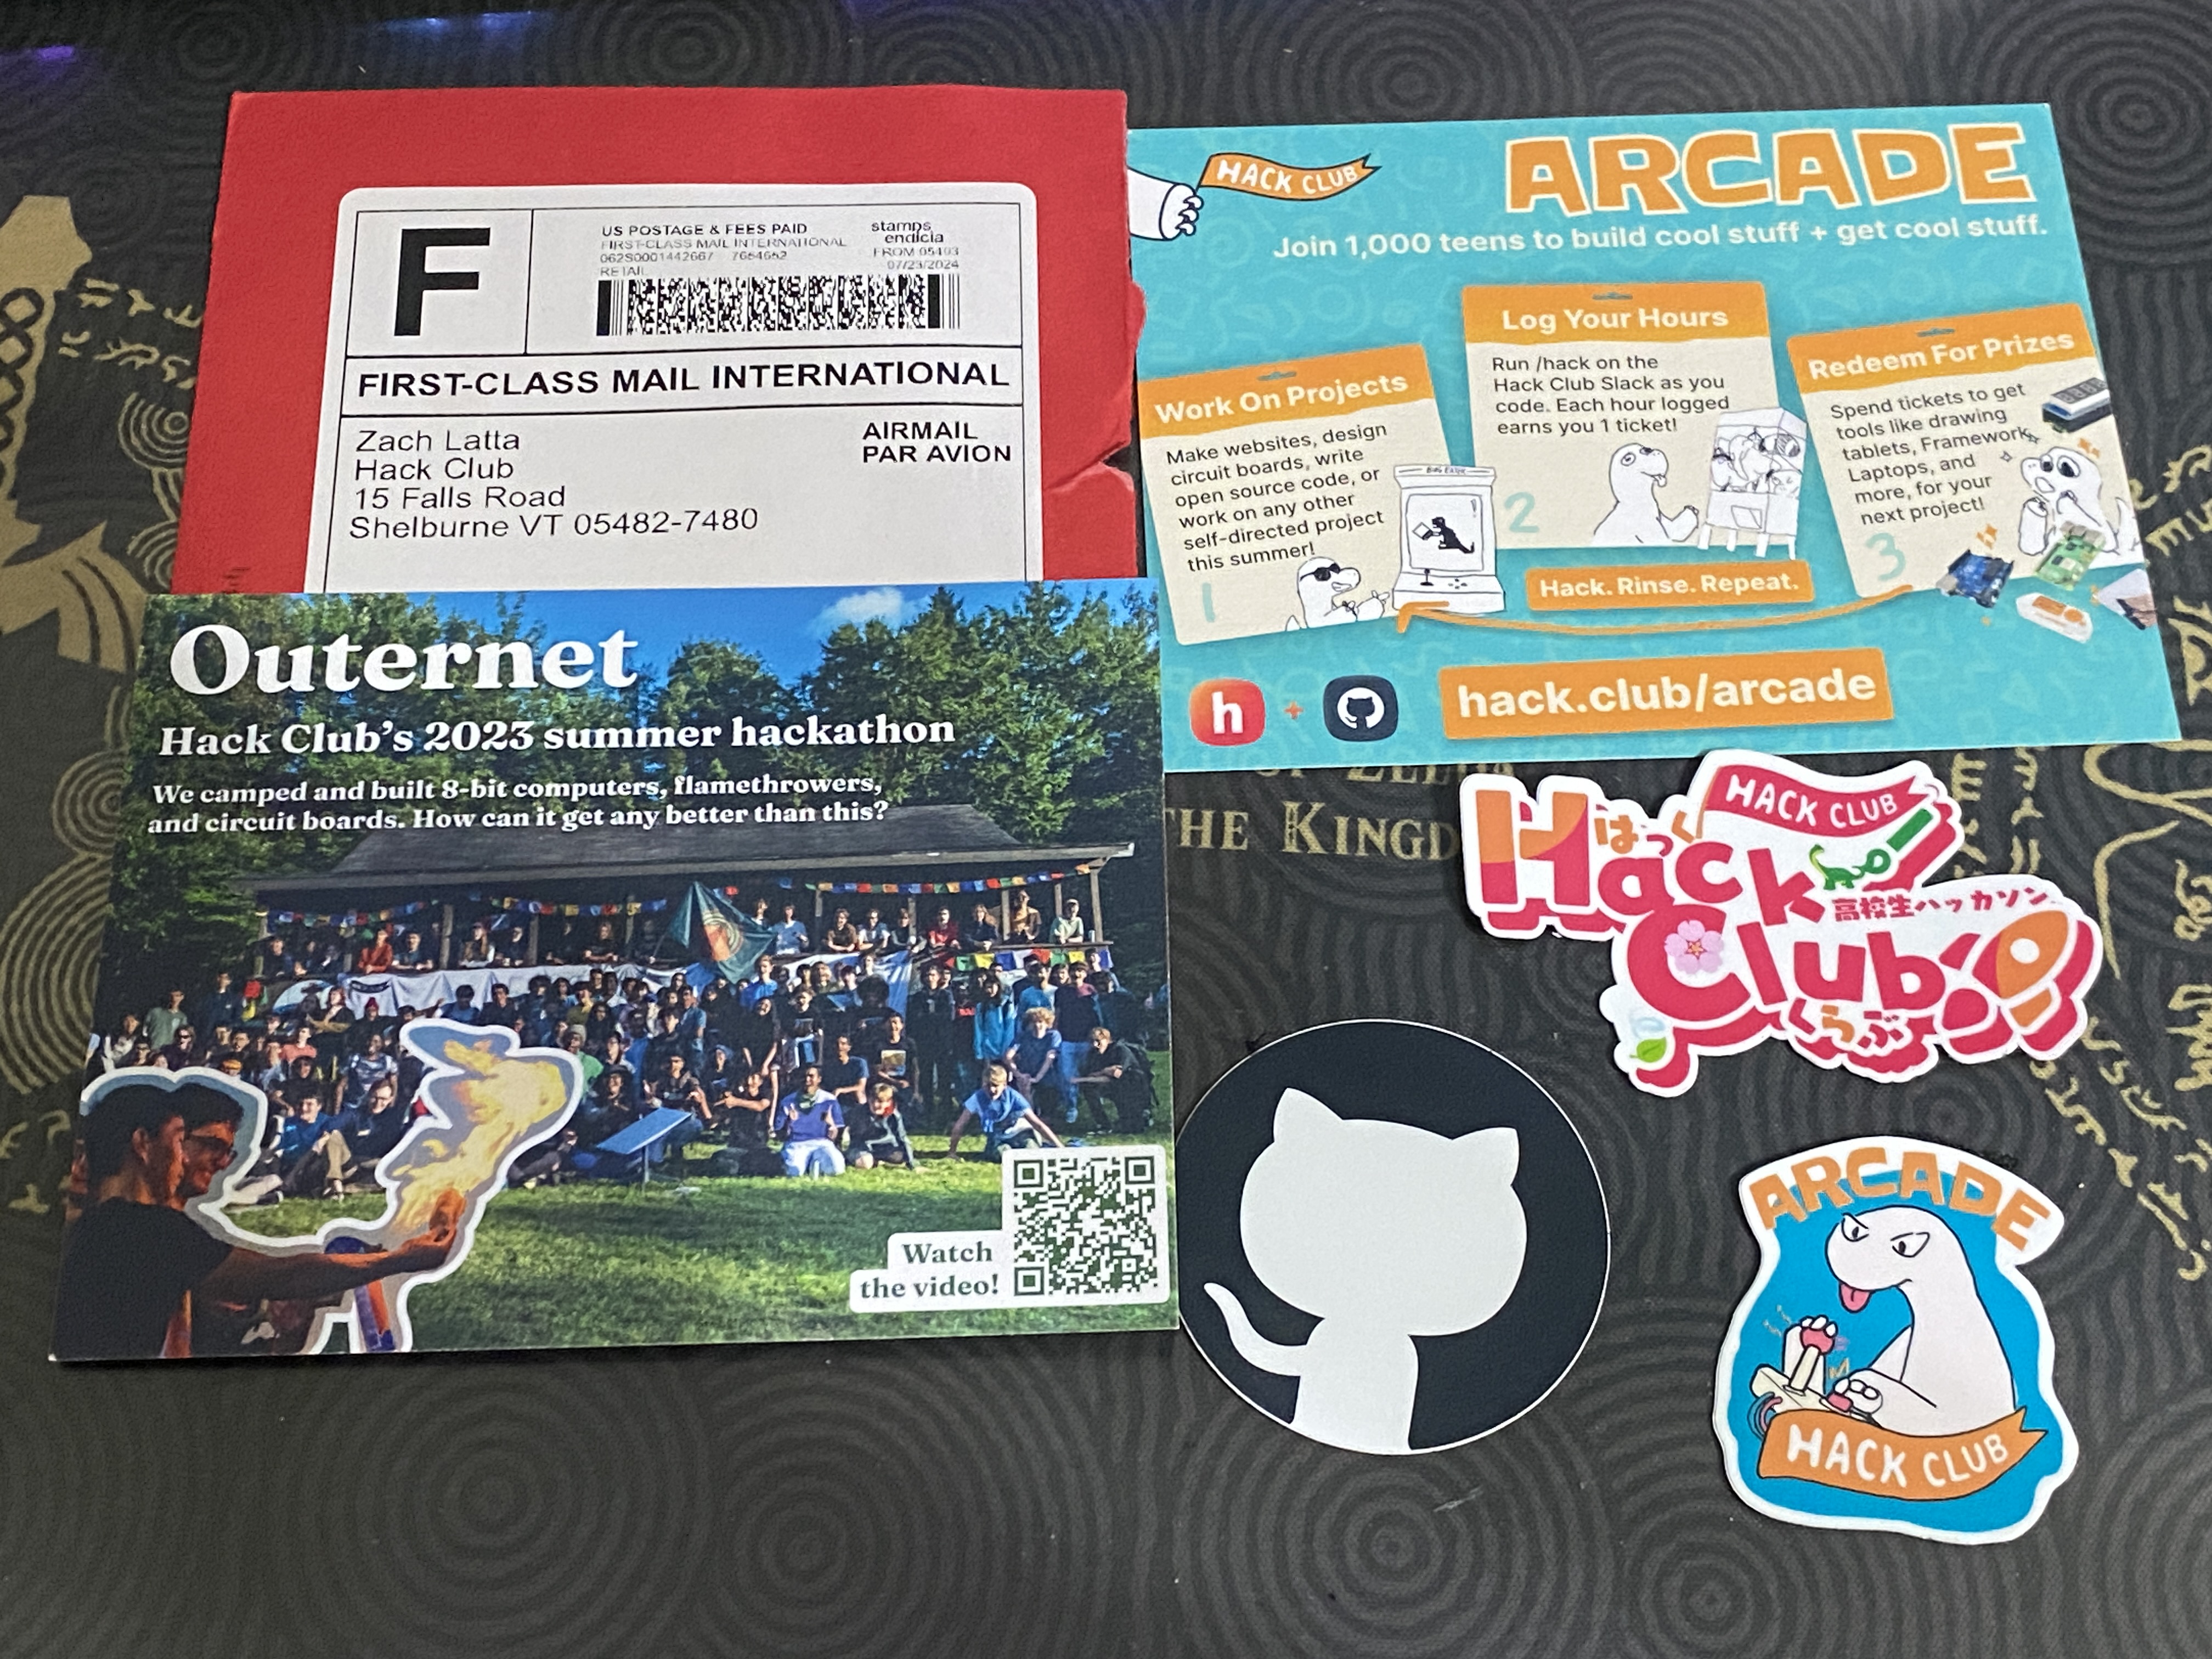 F
US POSTAGE & FEES PAID
FIRST-CLASS MAIL INTERNATIONAL
062S0001442667 7664662
RETAIL
stamps
endicia
FROM 05403
07/23/2024
FIRST-CLASS MAIL INTERNATIONAL
Zach Latta
Hack Club
15 Falls Road
Shelburne VT 05482-7480
AIRMAIL
PAR AVION
HACK CLUB
ARCADE
Join 1,000 teens to build cool stuff + get cool stuff.
Work On Projects
Make websites, design
circuit boards, write
open source code, or
work on any other
self-directed project
this summer!
1
Log Your Hours
Run /hack on the
Hack Club Slack as you
code. Each hour logged
earns you 1 ticket!
2
Redeem For Prizes
Spend tickets to get
tools like drawing
tablets, Framework
Laptops, and
more, for your
next project!
3
Hack. Rinse. Repeat.
h +
hack.club/arcade
Outernet
Hack Club's 2023 summer hackathon
We camped and built 8-bit computers, flamethrowers,
and circuit boards. How can it get any better than this?
Watch
the video!
THE KINGD
HACK CLUB
はっく
Hack
高校生ハッカソン
Club
くらぶ
ARCADE
HACK CLUB